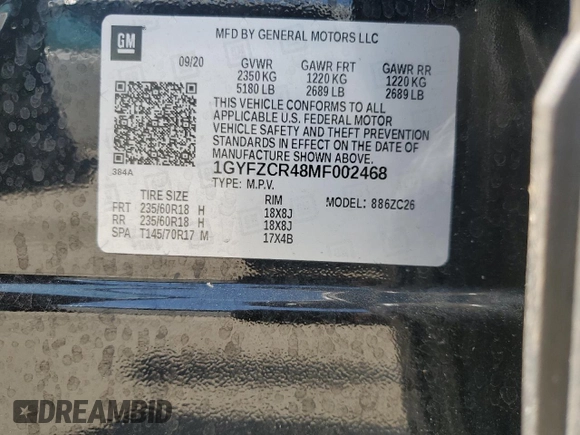 GM
MFD BY GENERAL MOTORS LLC
09/20 GVWR GAWR FRT GAWR RR
2350 KG 1220 KG 1220 KG
5180 LB 2689 LB 2689 LB
THIS VEHICLE CONFORMS TO ALL
APPLICABLE U.S. FEDERAL MOTOR
VEHICLE SAFETY AND THEFT PREVENTION
STANDARDS IN EFFECT ON THE DATE OF
MANUFACTURE SHOWN ABOVE.
384A
1GYFZCR48MF002468
TYPE: M.P.V.
TIRE SIZE RIM MODEL: 886ZC26
FRT 235/60R18 H 18X8J
RR 235/60R18 H 18X8J
SPA T145/70R17 M 17X4B
DREAMBID